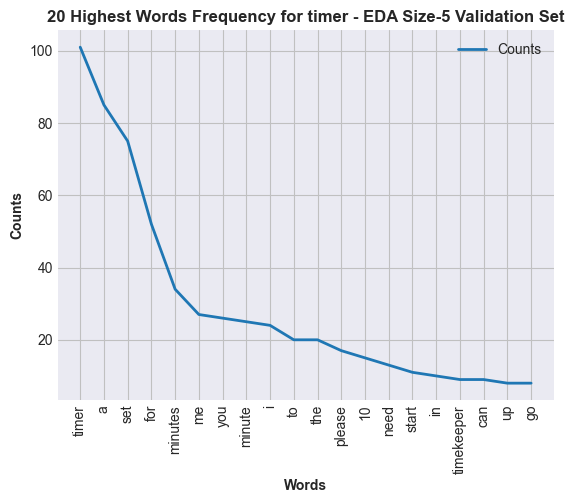 20 Highest Words Frequency for timer - EDA Size-5 Validation Set
Counts
100
80
60
40
20
Counts
timer
a
set
for
minutes
me
you
minute
i
to
the
please
10
need
start
in
timekeeper
can
up
go
Words